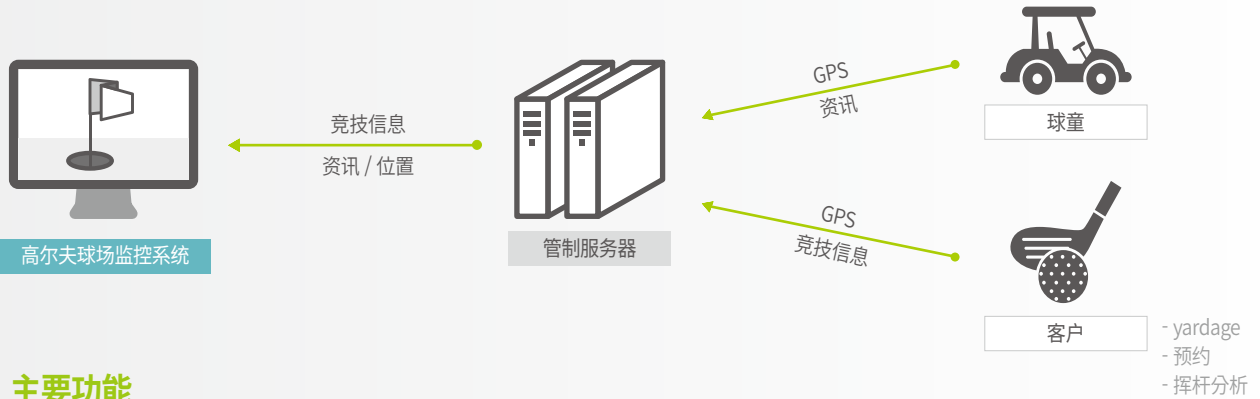 GPS
资讯
球童
竞技信息
资讯 / 位置
高尔夫球场监控系统
管制服务器
GPS
竞技信息
客户
- yardage
- 预约
- 挥杆分析
主要功能